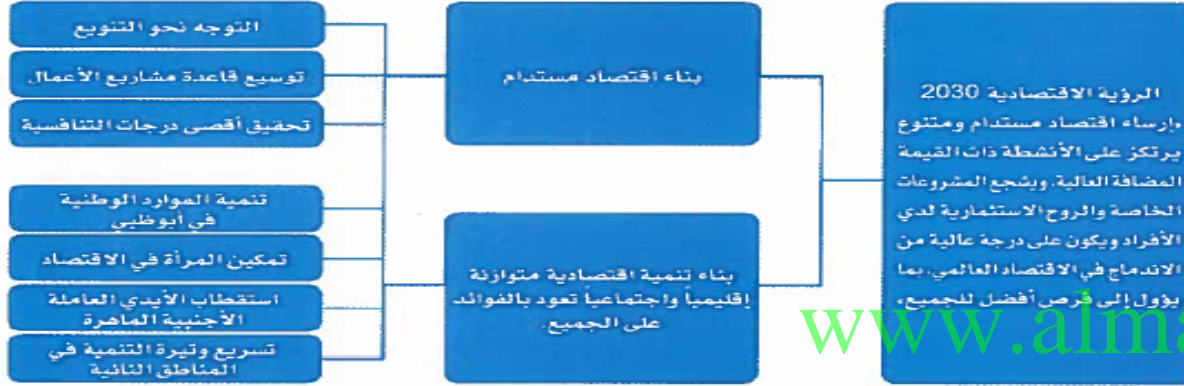 الرؤية الاقتصادية 2030
«إرساء اقتصاد مستدام ومتنوع
يرتكز على الأنشطة ذات القيمة
المضافة العالية، ويشجع المشروعات
الخاصة والروح الاستثمارية لدي
الأفراد ويكون على درجة عالية من
الاندماج في الاقتصاد العالمي، بما
يؤول إلى فرص أفضل للجميع»
بناء اقتصاد مستدام
التوجه نحو التنويع
توسيع قاعدة مشاريع الأعمال
تحقيق أقصى درجات التنافسية
بناء تنمية اقتصادية متوازنة
إقليمياً واجتماعياً تعود بالفوائد
على الجميع.
تنمية الموارد الوطنية
في أبوظبي
تمكين المرأة في الاقتصاد
استقطاب الأيدي العاملة
الأجنبية الماهرة
تسريع وتيرة التنمية في
المناطق النائية
www.alma